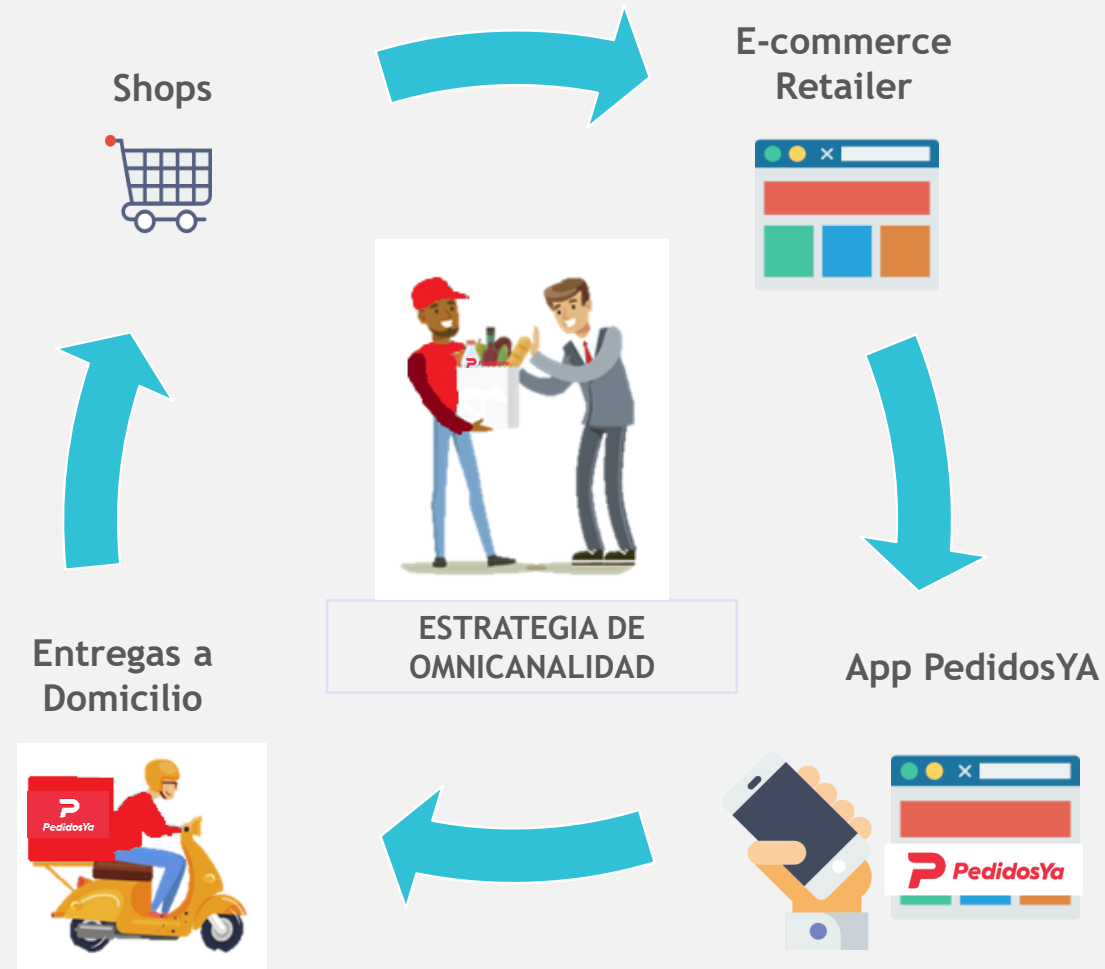 E-commerce
Retailer
Shops
ESTRATEGIA DE
OMNICANALIDAD
Entregas a
Domicilio
App PedidosYA
PedidosYa
PedidosYa